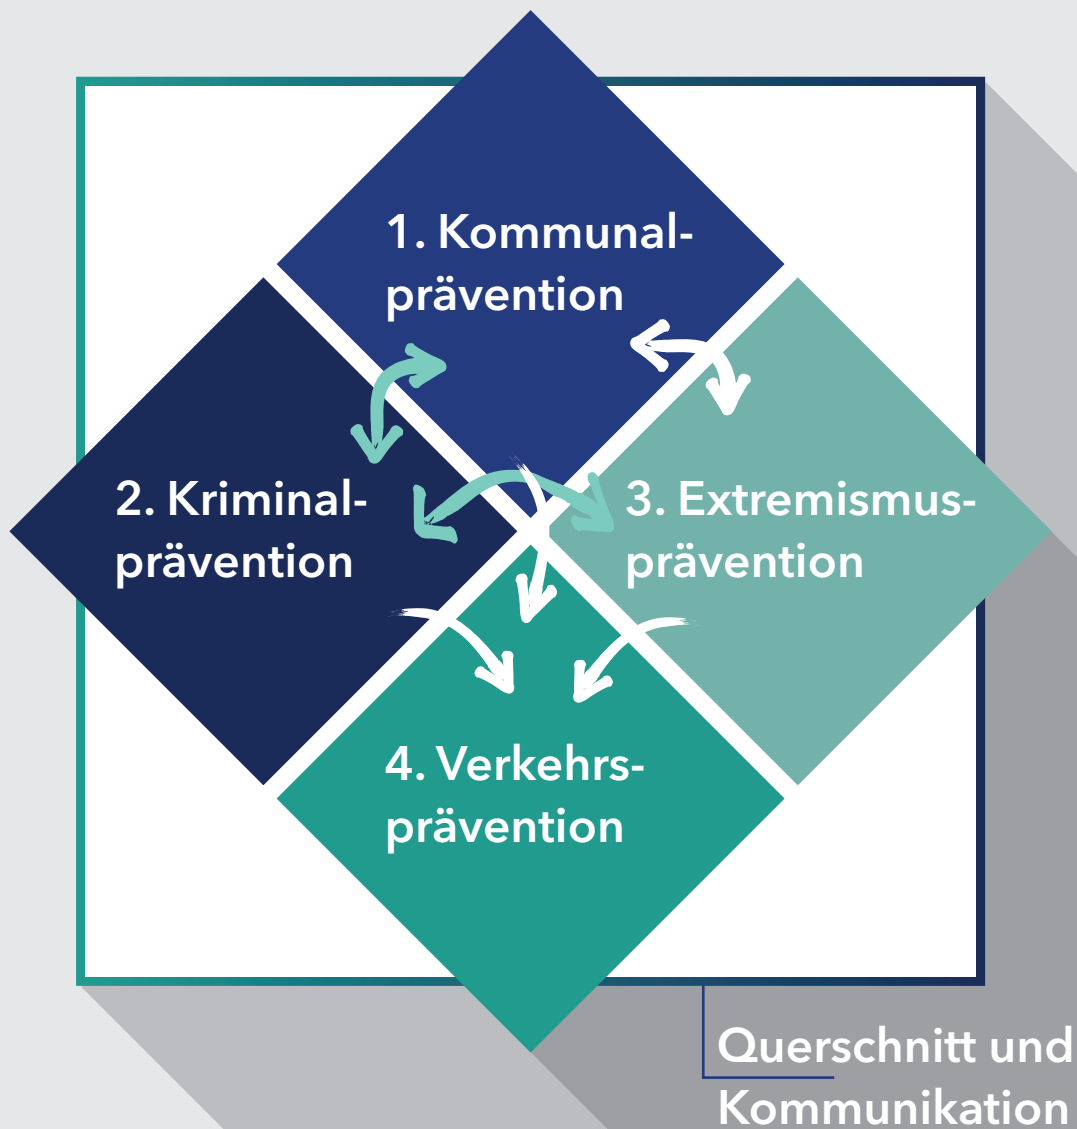 1. Kommunal-
prävention
2. Kriminal-
prävention
3. Extremismus-
prävention
4. Verkehrs-
prävention
Querschnitt und
Kommunikation